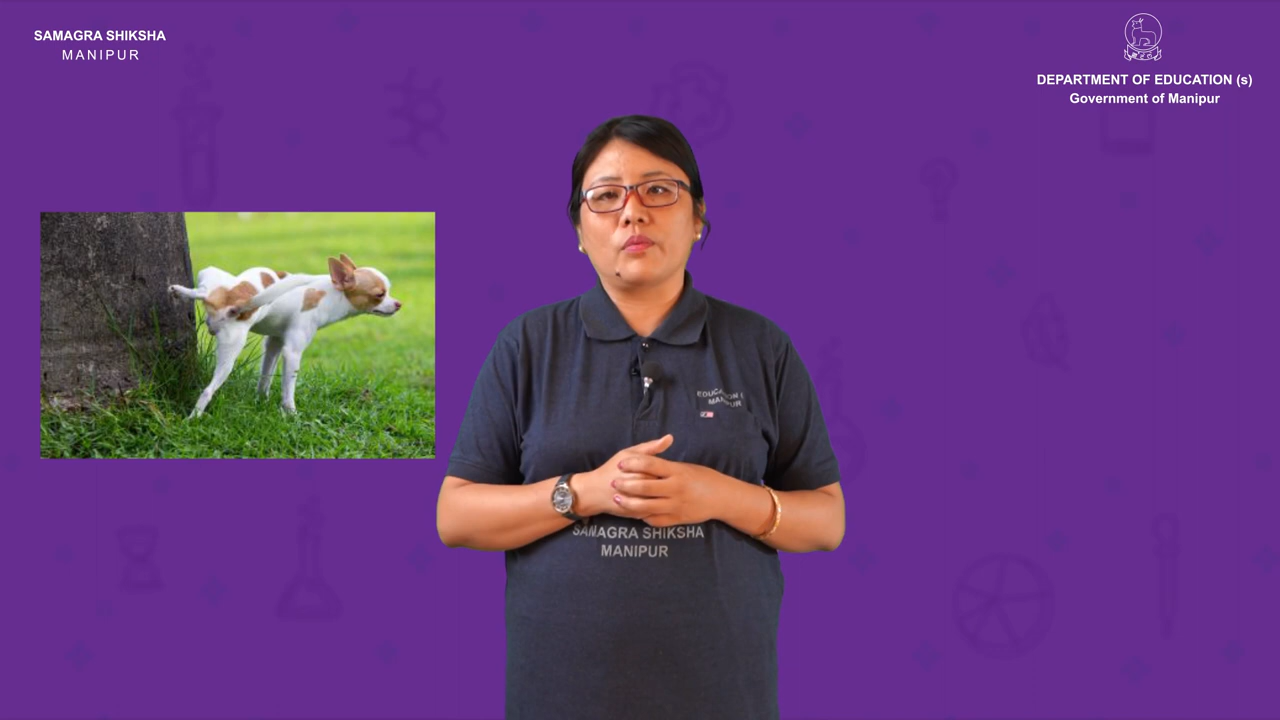 SAMAGRA SHIKSHA
MANIPUR
DEPARTMENT OF EDUCATION (s)
Government of Manipur
SAMAGRA SHIKSHA
MANIPUR